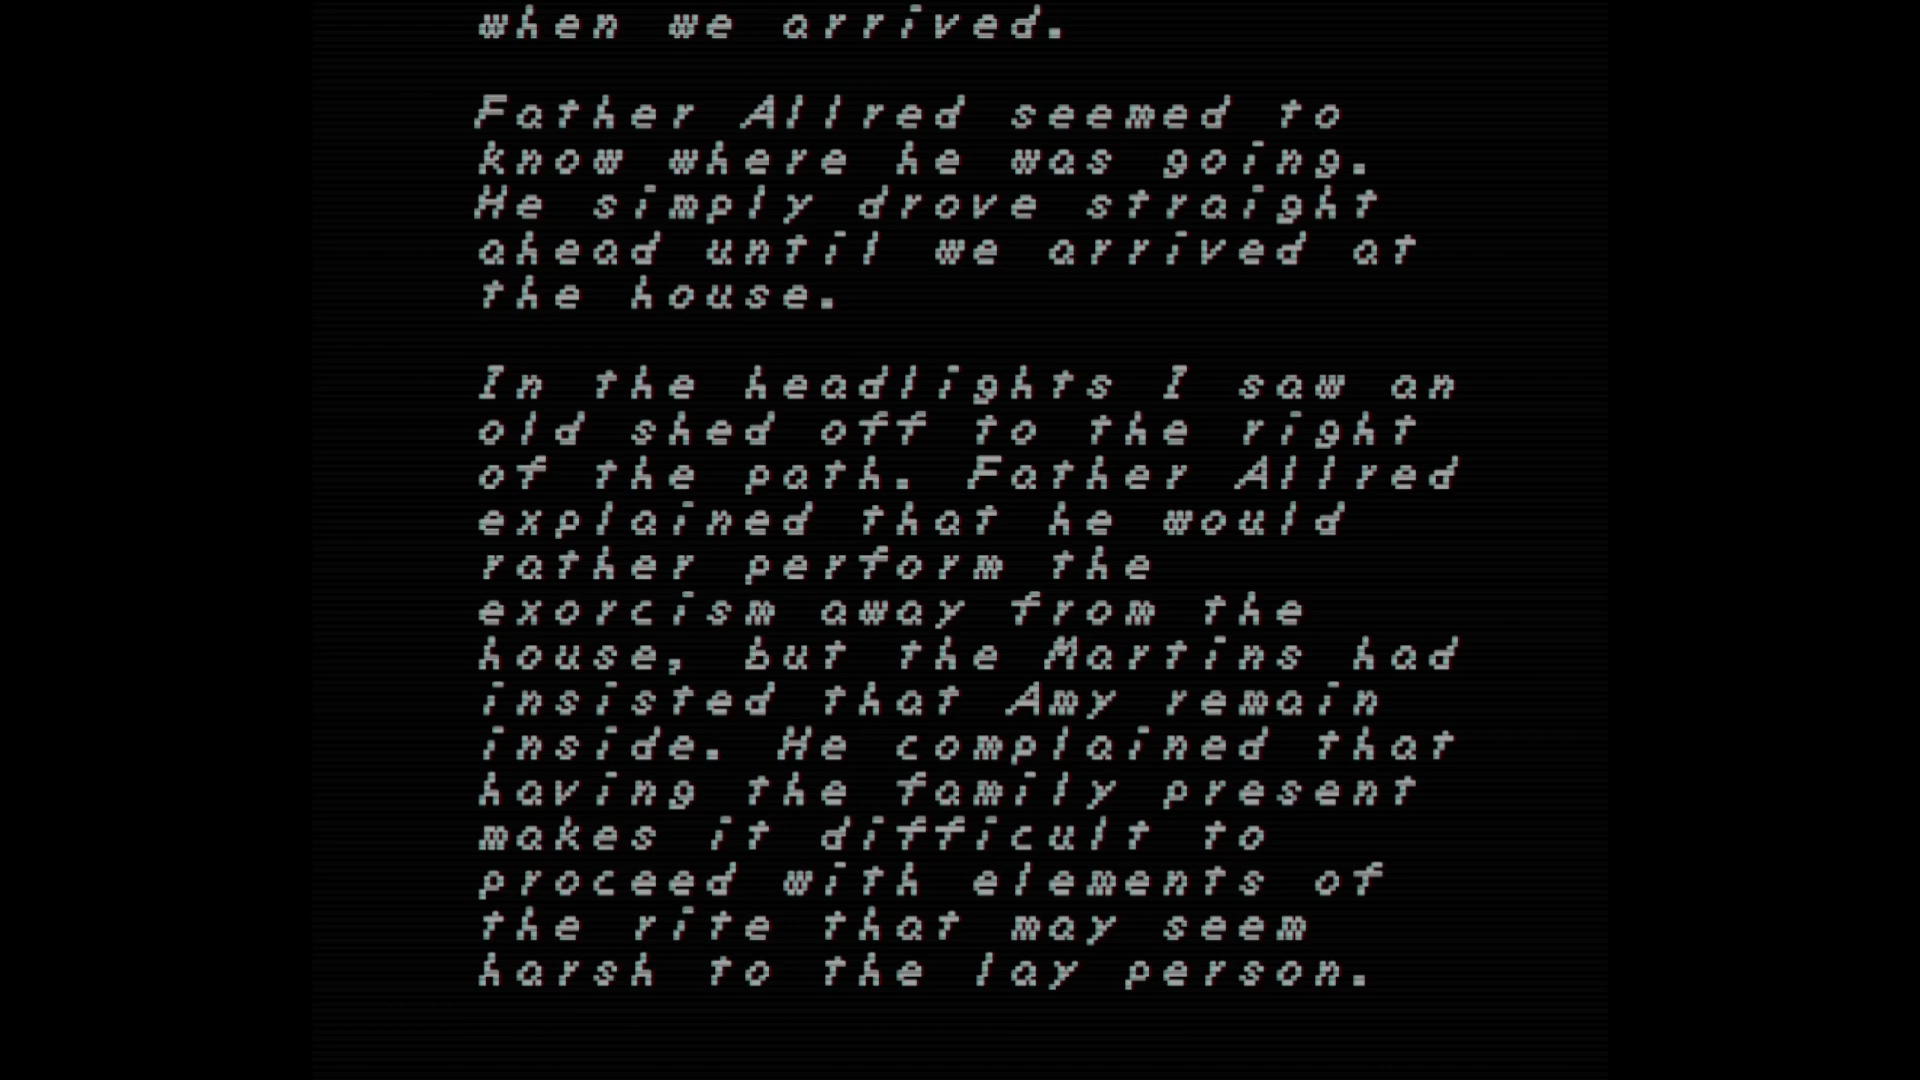 when we arrived.
Father Allred seemed to
know where he was going.
He simply drove straight
ahead until we arrived at
the house.
In the headlights I saw an
old shed off to the right
of the path. Father Allred
explained that he would
rather perform the
exorcism away from the
house, but the Martins had
insisted that Amy remain
inside. He complained that
having the family present
makes it difficult to
proceed with elements of
the rite that may seem
harsh to the lay person.